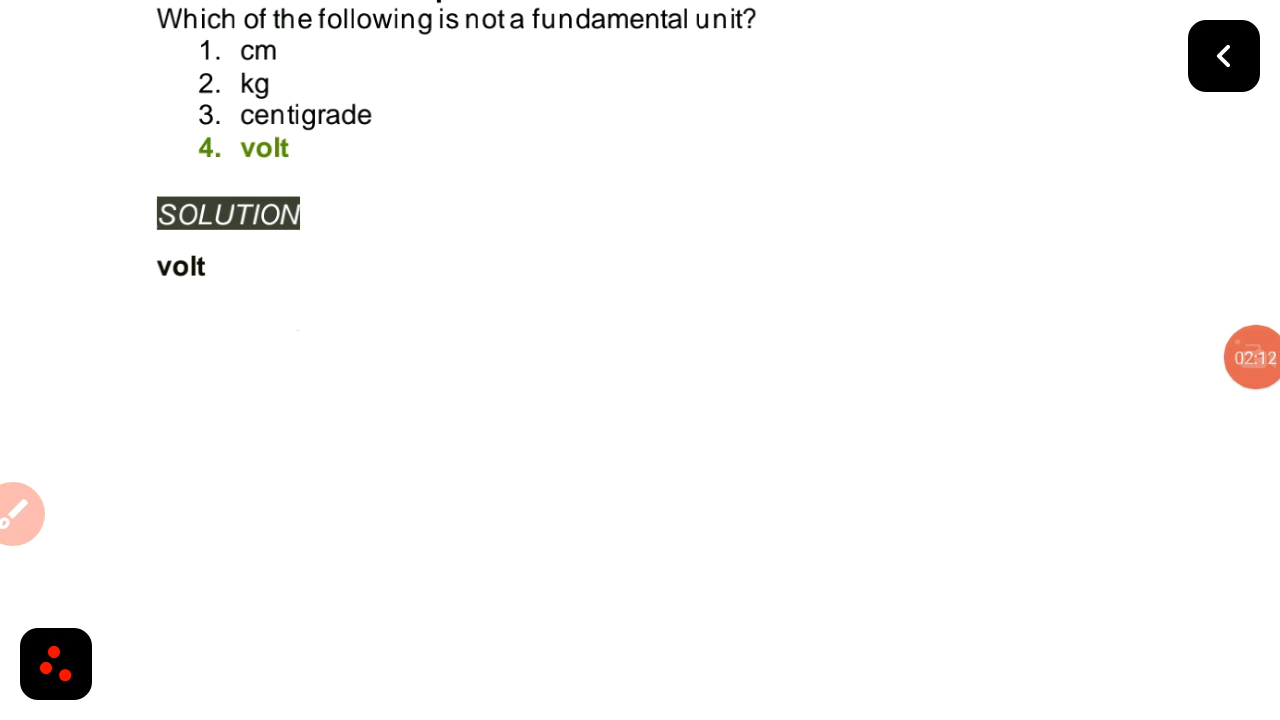 Which of the following is not a fundamental unit?
1. cm
2. kg
3. centigrade
4. volt
SOLUTION
volt
02:12